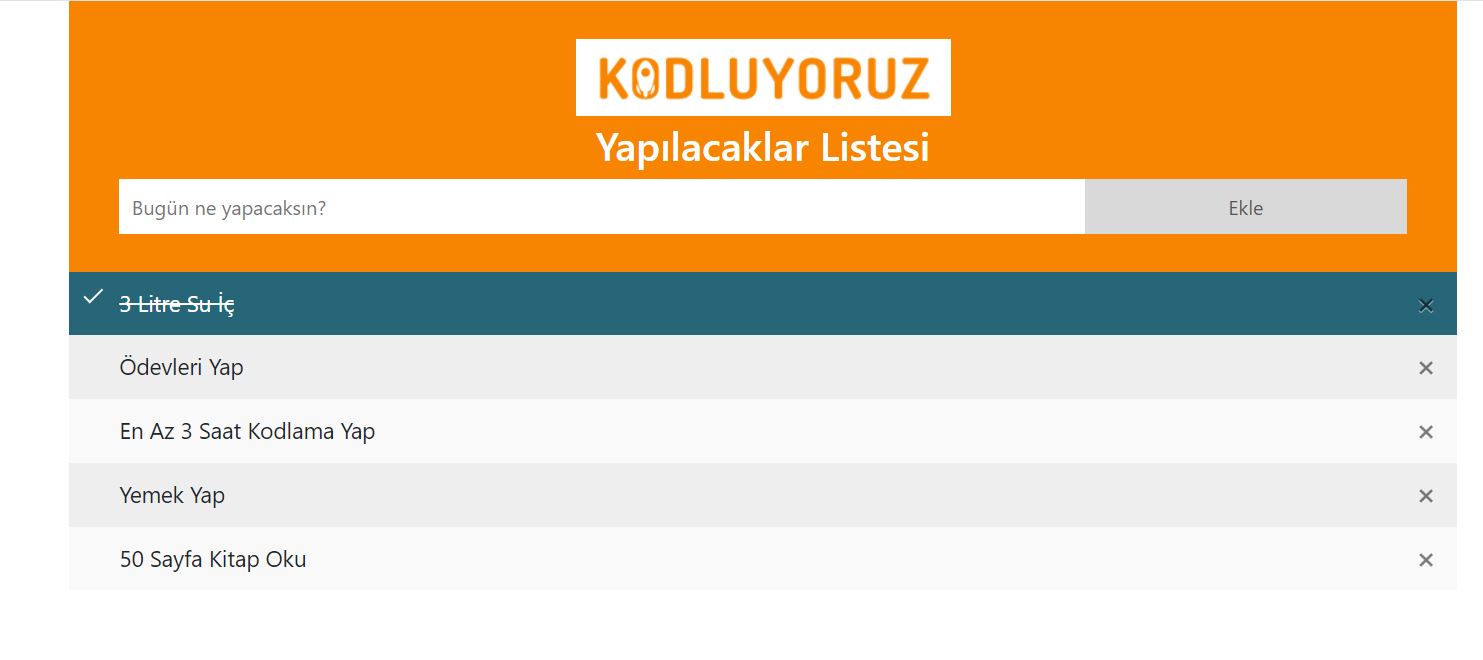 KODLUYORUZ
Yapılacaklar Listesi
Bugün ne yapacaksın?
Ekle
3 Litre Su İç
Ödevleri Yap
En Az 3 Saat Kodlama Yap
Yemek Yap
50 Sayfa Kitap Oku